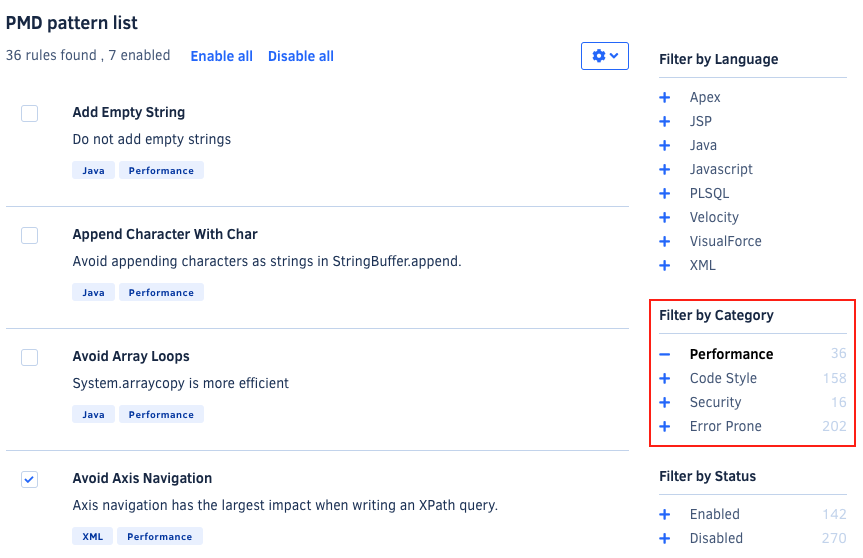 PMD pattern list
36 rules found , 7 enabled Enable all Disable all
Add Empty String
Do not add empty strings
Java Performance
Append Character With Char
Avoid appending characters as strings in StringBuffer.append.
Java Performance
Avoid Array Loops
System.arraycopy is more efficient
Java Performance
Avoid Axis Navigation
Axis navigation has the largest impact when writing an XPath query.
XML Performance
Filter by Language
Apex
JSP
Java
Javascript
PLSQL
Velocity
VisualForce
XML
Filter by Category
Performance 36
Code Style 158
Security 16
Error Prone 202
Filter by Status
Enabled 142
Disabled 270